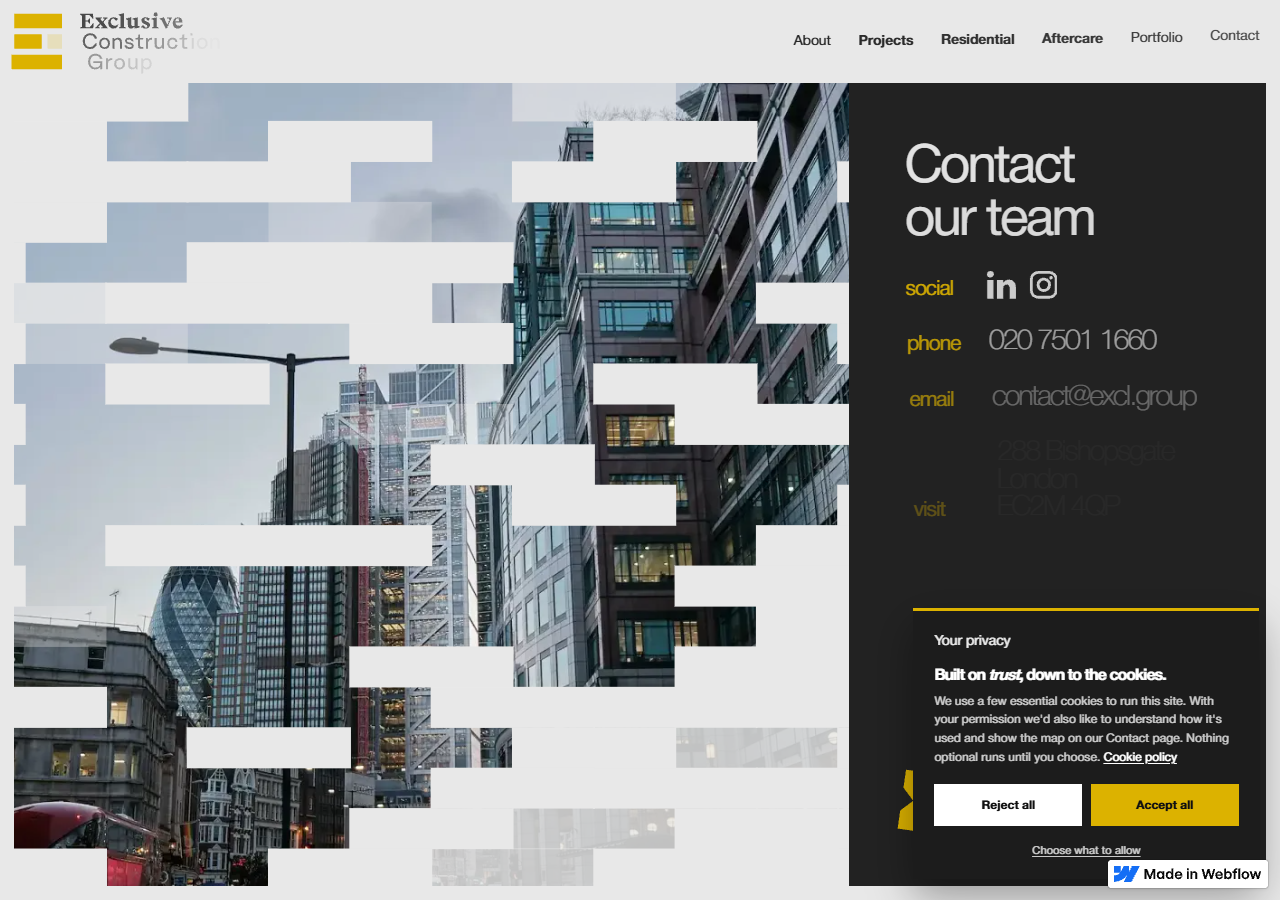 Exclusive
Construction
Group
About
Projects
Residential
Aftercare
Portfolio
Contact
Contact
our team
social
phone
020 7501 1660
email
contact@excl.group
288 Bishopsgate
London
EC2M 4QP
visit
Your privacy
Built on trust, down to the cookies.
We use a few essential cookies to run this site. With
your permission we'd also like to understand how it's
used and show the map on our Contact page. Nothing
optional runs until you choose. Cookie policy
Reject all
Accept all
Choose what to allow
Made in Webflow